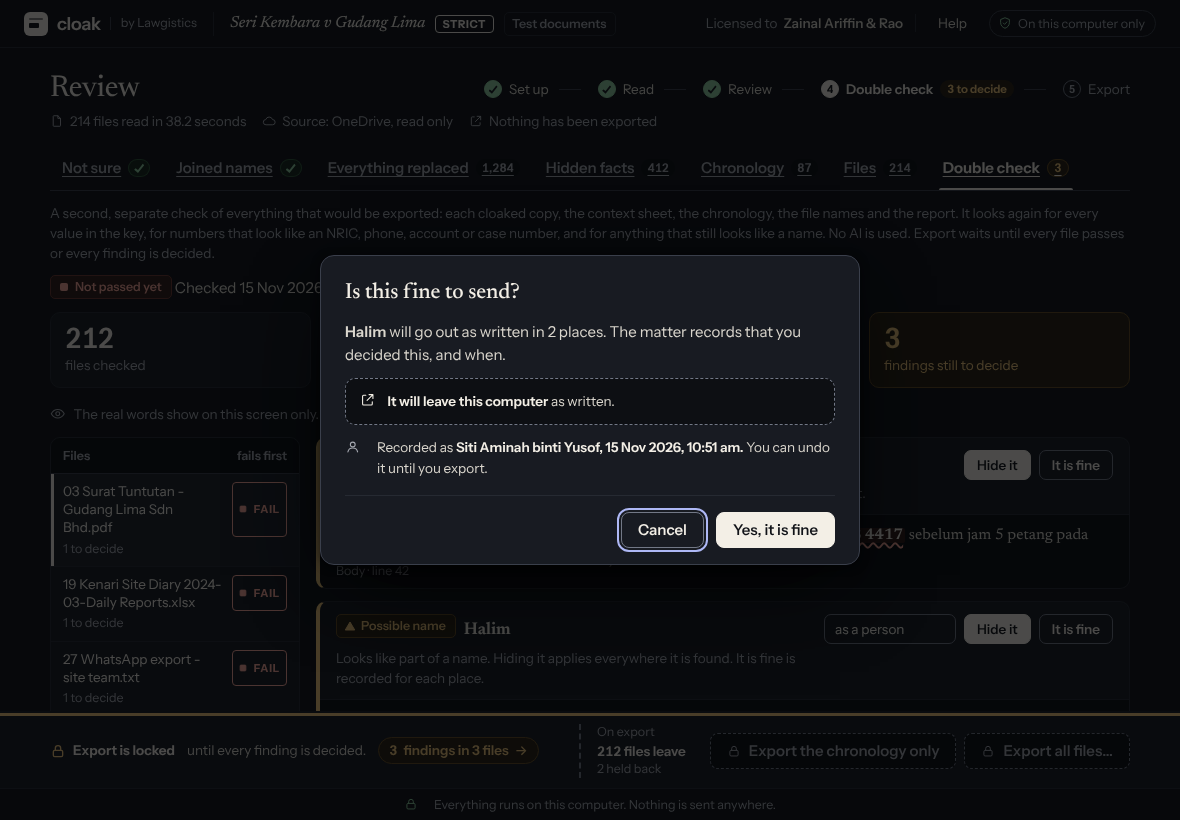 cloak by Lawgistics Seri Kembara v Gudang Lima STRICT Test documents Licensed to Zainal Ariffin & Rao Help On this computer only
Review
Set up Read Review 4 Double check 3 to decide 5 Export
214 files read in 38.2 seconds Source: OneDrive, read only Nothing has been exported
Not sure Joined names Everything replaced 1,284 Hidden facts 412 Chronology 87 Files 214 Double check 3
A second, separate check of everything that would be exported: each cloaked copy, the context sheet, the chronology, the file names and the report. It looks again for every
value in the key, for numbers that look like an NRIC, phone, account or case number, and for anything that still looks like a name. No AI is used. Export waits until every file passes
or every finding is decided.
Not passed yet Checked 15 Nov 2026
212
files checked
3
findings still to decide
The real words show on this screen only.
Is this fine to send?
Halim will go out as written in 2 places. The matter records that you
decided this, and when.
It will leave this computer as written.
Recorded as Siti Aminah binti Yusof, 15 Nov 2026, 10:51 am. You can undo
it until you export.
Cancel Yes, it is fine
Files fails first
03 Surat Tuntutan -
Gudang Lima Sdn
Bhd.pdf
FAIL
1 to decide
19 Kenari Site Diary 2024-
03-Daily Reports.xlsx
FAIL
1 to decide
27 WhatsApp export -
site team.txt
FAIL
1 to decide
Hide it It is fine
4417 sebelum jam 5 petang pada
Body · line 42
Possible name Halim as a person Hide it It is fine
Looks like part of a name. Hiding it applies everywhere it is found. It is fine is
recorded for each place.
Export is locked until every finding is decided. 3 findings in 3 files →
On export
212 files leave
2 held back
Export the chronology only Export all files...
Everything runs on this computer. Nothing is sent anywhere.